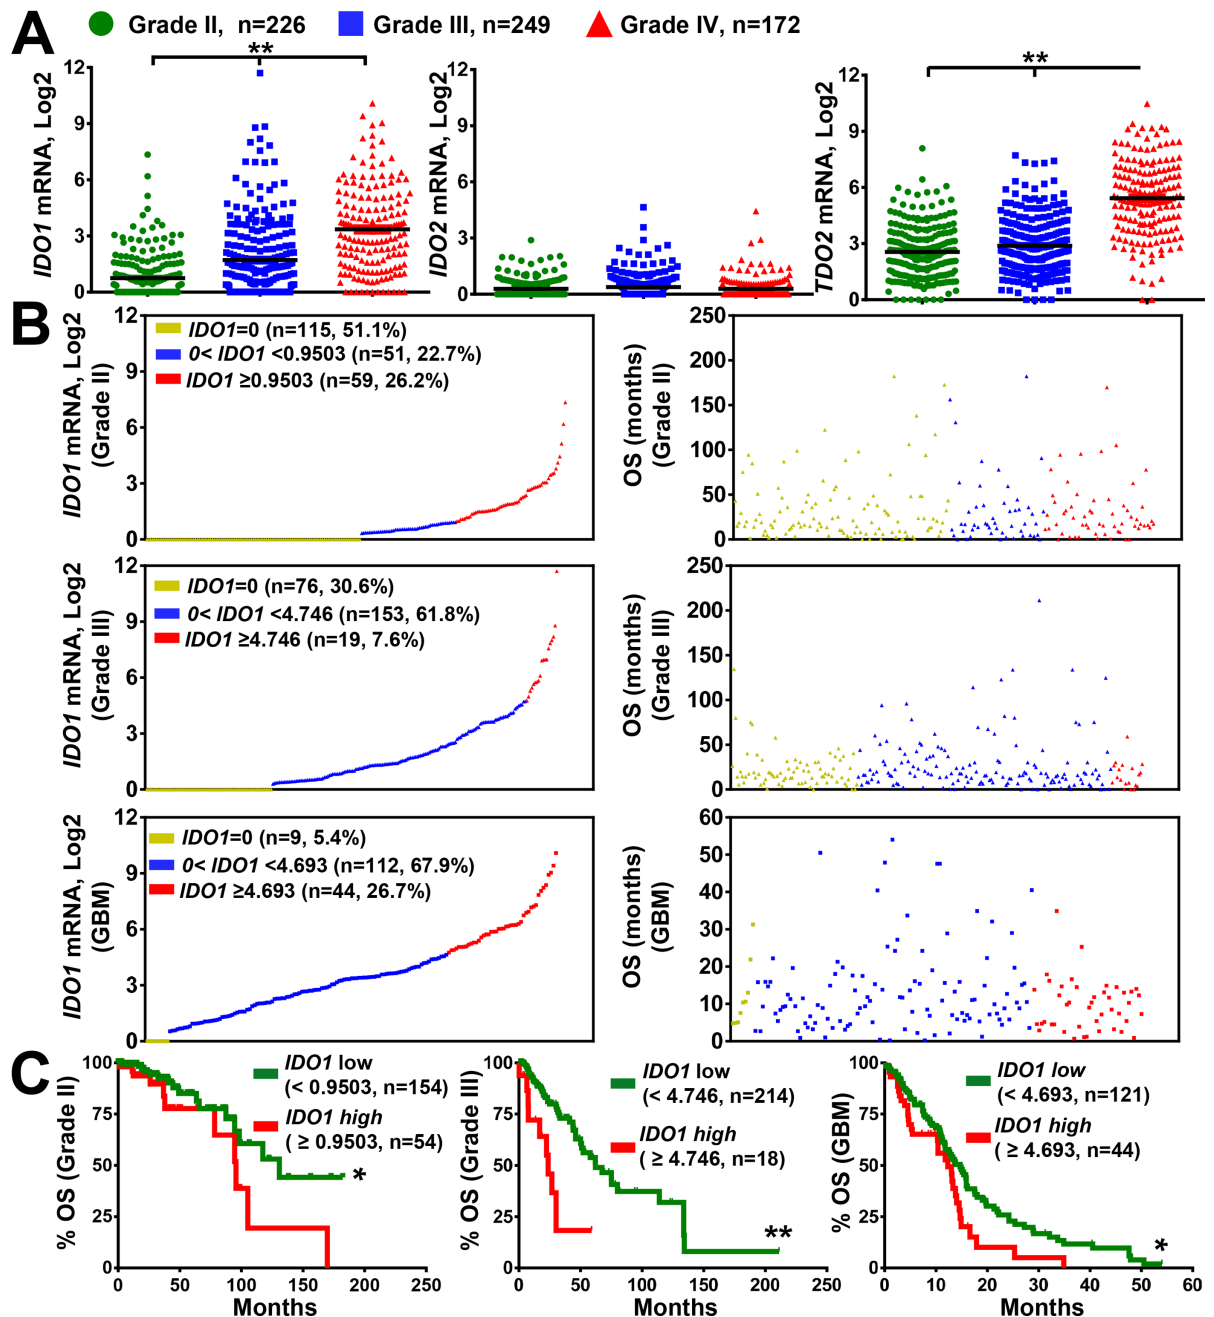 A
Grade II, n=226
Grade III, n=249
Grade IV, n=172
**
**
IDO1 mRNA, Log2
12
9
6
3
0
IDO2 mRNA, Log2
12
9
6
3
0
TDO2 mRNA, Log2
12
9
6
3
0
B
IDO1 mRNA, Log2
(Grade II)
12
9
6
3
0
IDO1=0 (n=115, 51.1%)
0< IDO1 <0.9503 (n=51, 22.7%)
IDO1 ≥0.9503 (n=59, 26.2%)
OS (months)
(Grade II)
250
200
150
100
50
0
IDO1 mRNA, Log2
(Grade III)
12
9
6
3
0
IDO1=0 (n=76, 30.6%)
0< IDO1 <4.746 (n=153, 61.8%)
IDO1 ≥4.746 (n=19, 7.6%)
OS (months)
(Grade III)
250
200
150
100
50
0
IDO1 mRNA, Log2
(GBM)
12
9
6
3
0
IDO1=0 (n=9, 5.4%)
0< IDO1 <4.693 (n=112, 67.9%)
IDO1 ≥4.693 (n=44, 26.7%)
OS (months)
(GBM)
60
50
40
30
20
10
0
C
% OS (Grade II)
100
75
50
25
0
IDO1 low
(< 0.9503, n=154)
IDO1 high
( ≥ 0.9503, n=54)
*
0 50 100 150 200 250
Months
% OS (Grade III)
100
75
50
25
0
IDO1 low
(< 4.746, n=214)
IDO1 high
( ≥ 4.746, n=18)
**
0 50 100 150 200 250
Months
% OS (GBM)
100
75
50
25
0
IDO1 low
(< 4.693, n=121)
IDO1 high
( ≥ 4.693, n=44)
*
0 10 20 30 40 50 60
Months